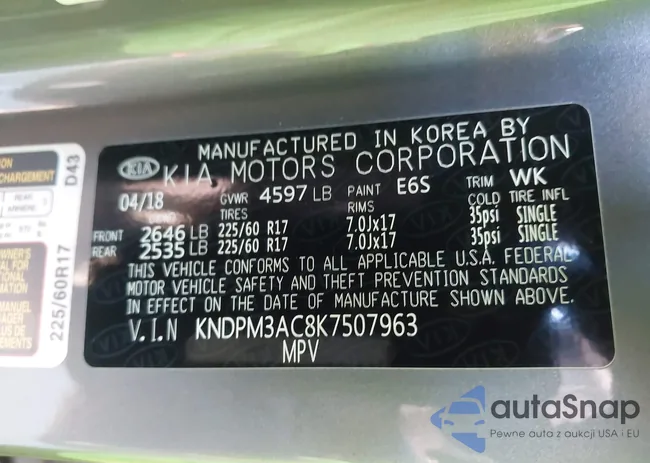 MANUFACTURED IN KOREA BY
KIA KIA MOTORS CORPORATION
04/18 GVWR 4597 LB PAINT E6S TRIM WK
TIRES RIMS COLD TIRE INFL
FRONT 2646 LB 225/60 R17 7.0Jx17 35psi SINGLE
REAR 2535 LB 225/60 R17 7.0Jx17 35psi SINGLE
THIS VEHICLE CONFORMS TO ALL APPLICABLE U.S.A. FEDERAL
MOTOR VEHICLE SAFETY AND THEFT PREVENTION STANDARDS
IN EFFECT ON THE DATE OF MANUFACTURE SHOWN ABOVE.
V.I.N KNDPM3AC8K7507963
MPV
D43
225/60R17
CHARGEMENT
OWNER'S
MANUEL
autaSnap
Pewne auta z aukcji USA i EU